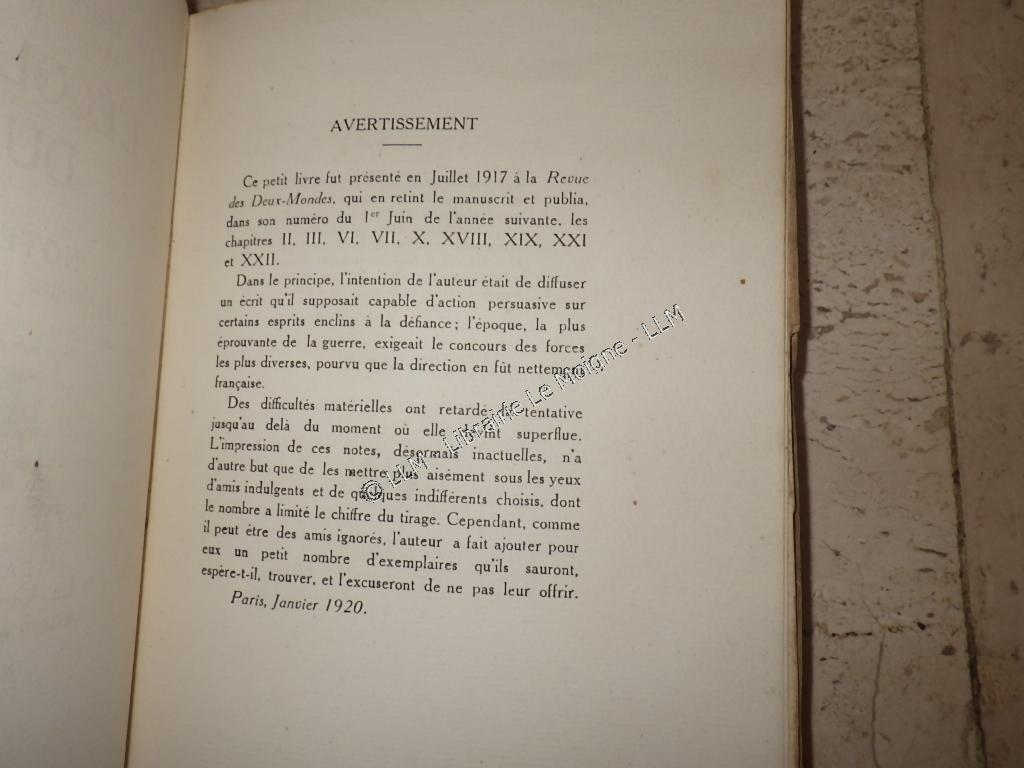 AVERTISSEMENT
Ce petit livre fut présenté en Juillet 1917 à la Revue
des Deux-Mondes, qui en retint le manuscrit et publia,
dans son numéro du 1er Juin de l'année suivante, les
chapitres II, III, VI, VII, X, XVIII, XIX, XXI
et XXII.
Dans le principe, l'intention de l'auteur était de diffuser
un écrit qu'il supposait capable d'action persuasive sur
certains esprits enclins à la défiance ; l'époque, la plus
éprouvante de la guerre, exigeait le concours des forces
les plus diverses, pourvu que la direction en fût nettement
française.
Des difficultés matérielles ont retardé la tentative
jusqu'au delà du moment où elle superflue.
L'impression de ces notes, désormais inactuelles, n'a
d'autre but que de les mettre plus aisément sous les yeux
d'amis indulgents et de quelques indifférents choisis, dont
le nombre a limité le chiffre du tirage. Cependant, comme
il peut être des amis ignorés, l'auteur a fait ajouter pour
eux un petit nombre d'exemplaires qu'ils sauront,
espère-t-il, trouver, et l'excuseront de ne pas leur offrir.
Paris, Janvier 1920.
© LLM - Librairie Le Moigne - LLM
DU